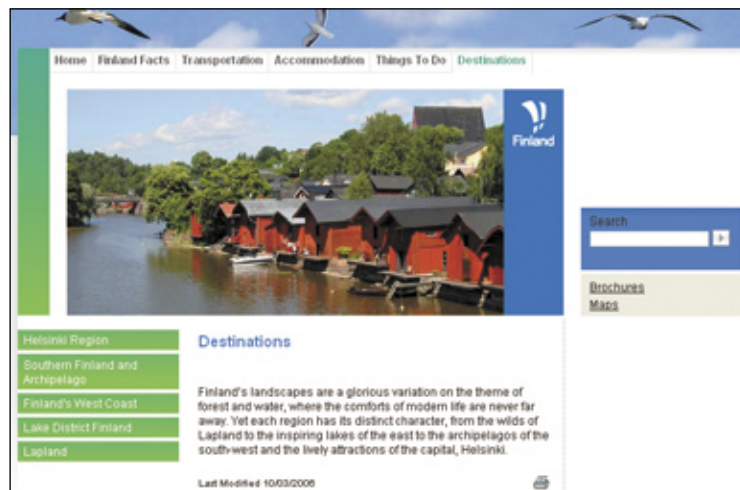 Home Finland Facts Transportation Accommodation Things To Do Destinations
Finland
Search
Brochures
Maps
Helsinki Region
Southern Finland and
Archipelago
Finland's West Coast
Lake District Finland
Lapland
Destinations
Finland's landscapes are a glorious variation on the theme of
forest and water, where the comforts of modern life are never far
away. Yet each region has its distinct character, from the wilds of
Lapland to the inspiring lakes of the east to the archipelagos of the
south-west and the lively attractions of the capital, Helsinki.
Last Modified 10/03/2006